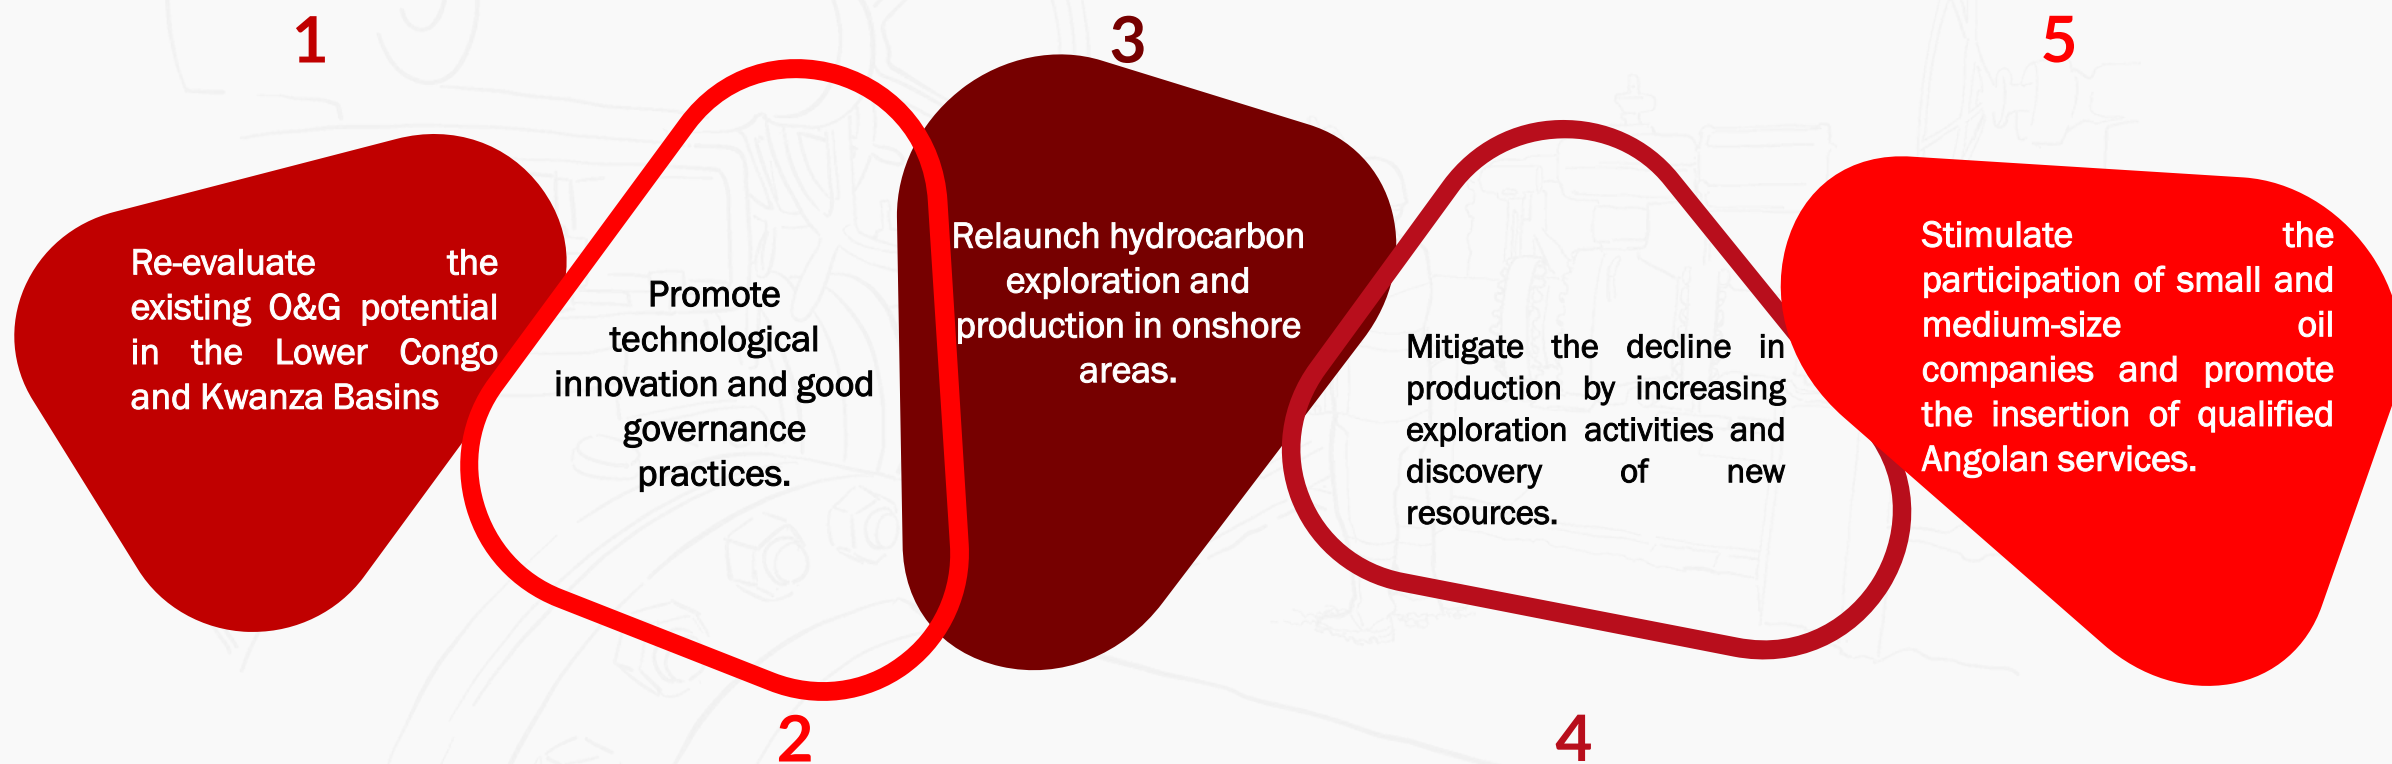 1
Re-evaluate the
existing O&G potential
in the Lower Congo
and Kwanza Basins
2
Promote
technological
innovation and good
governance
practices.
3
Relaunch hydrocarbon
exploration and
production in onshore
areas.
4
Mitigate the decline in
production by increasing
exploration activities and
discovery of new
resources.
5
Stimulate the
participation of small and
medium-size oil
companies and promote
the insertion of qualified
Angolan services.